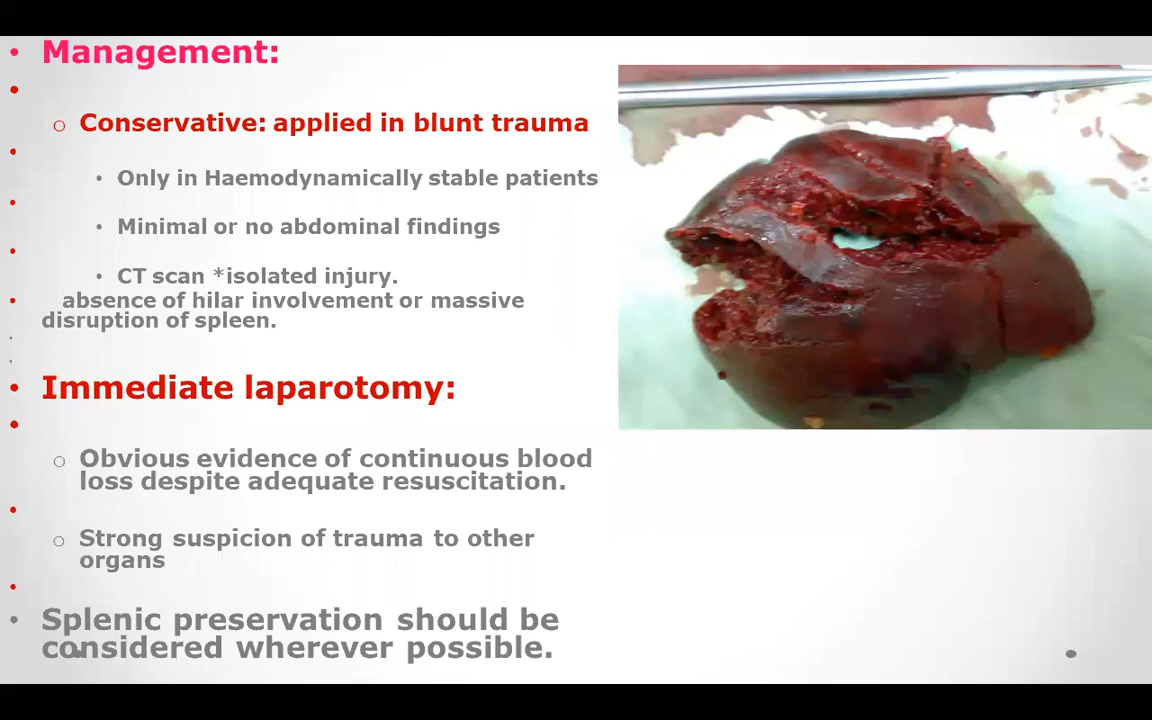 Management:
Conservative: applied in blunt trauma
Only in Haemodynamically stable patients
Minimal or no abdominal findings
CT scan *isolated injury.
absence of hilar involvement or massive
disruption of spleen.
Immediate laparotomy:
Obvious evidence of continuous blood
loss despite adequate resuscitation.
Strong suspicion of trauma to other
organs
Splenic preservation should be
considered wherever possible.